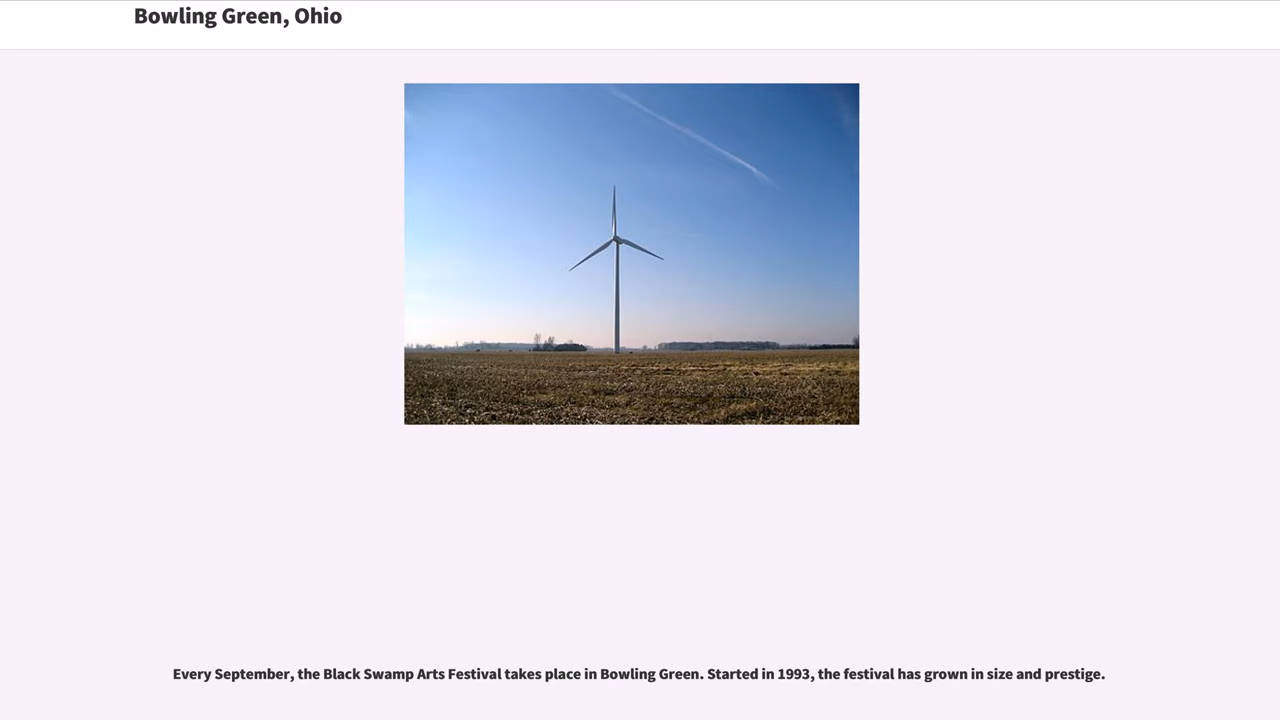 Bowling Green, Ohio
Every September, the Black Swamp Arts Festival takes place in Bowling Green. Started in 1993, the festival has grown in size and prestige.